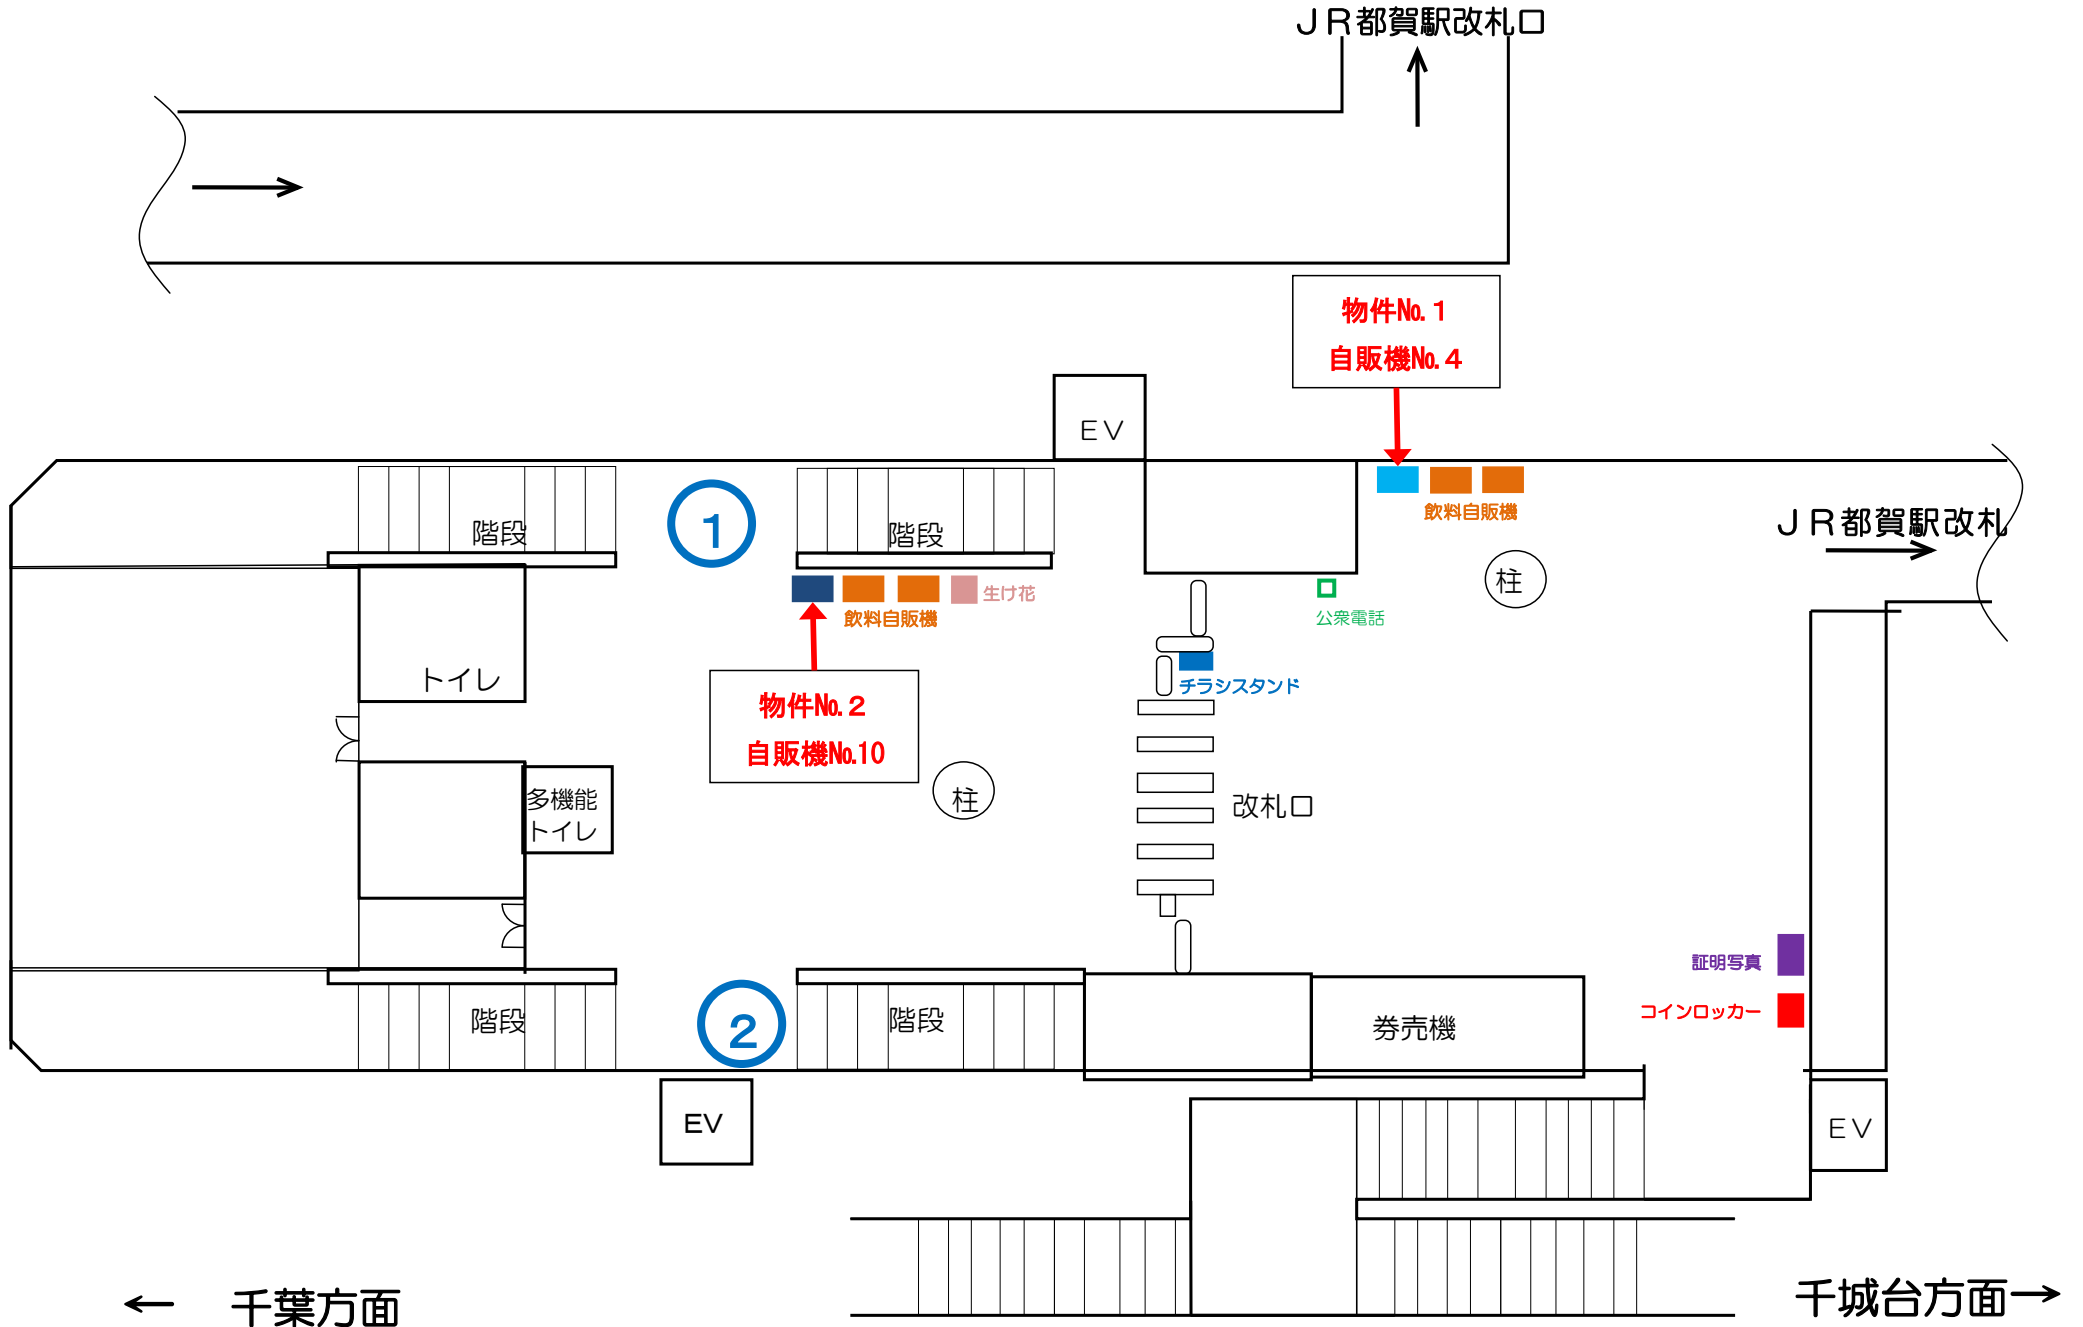 JR都賀駅改札口
物件№.1
自販機№.4
EV
階段
1
階段
飲料自販機
JR都賀駅改札
柱
生け花
飲料自販機
公衆電話
トイレ
チラシスタンド
物件№.2
自販機№.10
柱
多機能
トイレ
改札口
証明写真
コインロッカー
階段
2
階段
券売機
EV
EV
← 千葉方面
千城台方面→